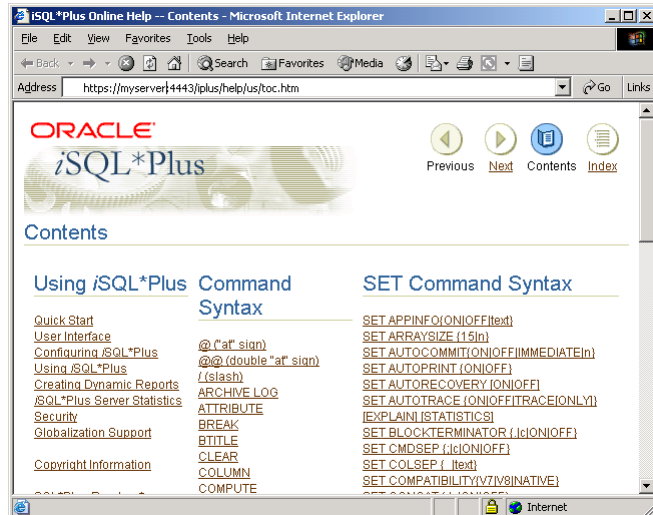 iSQL*Plus Online Help -- Contents - Microsoft Internet Explorer
File Edit View Favorites Tools Help
Back Search Favorites Media
Address https://myserver:4443/iplus/help/us/toc.htm Go Links
ORACLE
iSQL*Plus
Previous Next Contents Index
Contents
Using iSQL*Plus
Quick Start
User Interface
Configuring iSQL*Plus
Using iSQL*Plus
Creating Dynamic Reports
iSQL*Plus Server Statistics
Security
Globalization Support
Copyright Information
Command
Syntax
@ ("at" sign)
@@ (double "at" sign)
/ (slash)
ARCHIVE LOG
ATTRIBUTE
BREAK
BTITLE
CLEAR
COLUMN
COMPUTE
SET Command Syntax
SET APPINFO{ON|OFF|text}
SET ARRAYSIZE {15|n}
SET AUTOCOMMIT{ON|OFF|IMMEDIATE|n}
SET AUTOPRINT {ON|OFF}
SET AUTORECOVERY [ON|OFF]
SET AUTOTRACE {ON|OFF|TRACE[ONLY]}
[EXPLAIN] [STATISTICS]
SET BLOCKTERMINATOR {.|c|ON|OFF}
SET CMDSEP {;|c|ON|OFF}
SET COLSEP {_|text}
SET COMPATIBILITY{V7|V8|NATIVE}
Internet